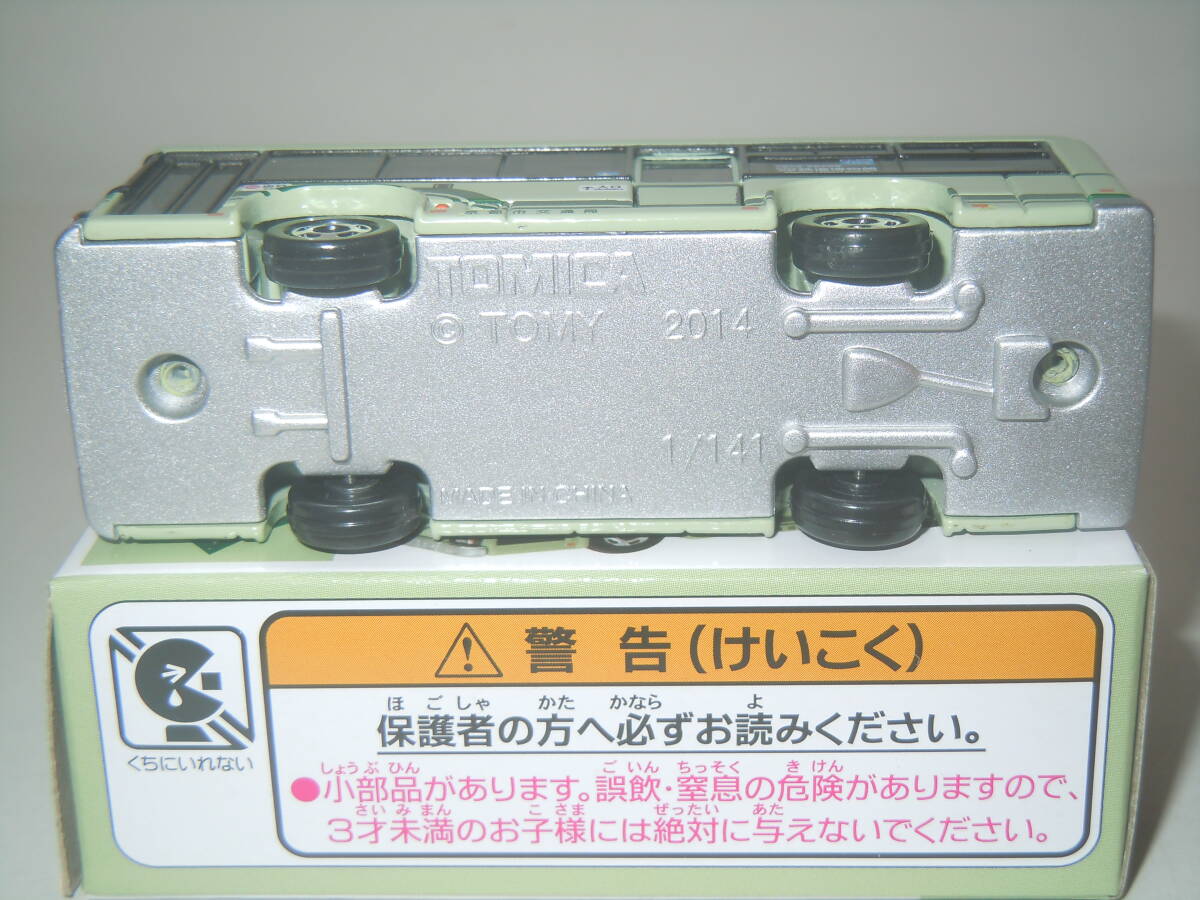 京都市交通局
TOMICA
© TOMY 2014
1/141
MADE IN CHINA
警告(けいこく)
ほごしゃ かた かなら よ
保護者の方へ必ずお読みください。
くちにいれない
しょうぶひん ごいん ちっそく きけん
●小部品があります。誤飲・窒息の危険がありますので、
さいみまん こさま ぜったい あた
3才未満のお子様には絶対に与えないでください。